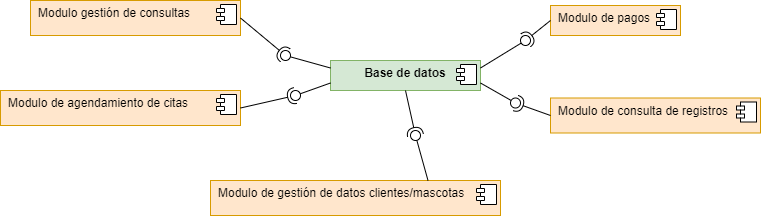 Modulo gestión de consultas
Modulo de pagos
Base de datos
Modulo de agendamiento de citas
Modulo de consulta de registros
Modulo de gestión de datos clientes/mascotas